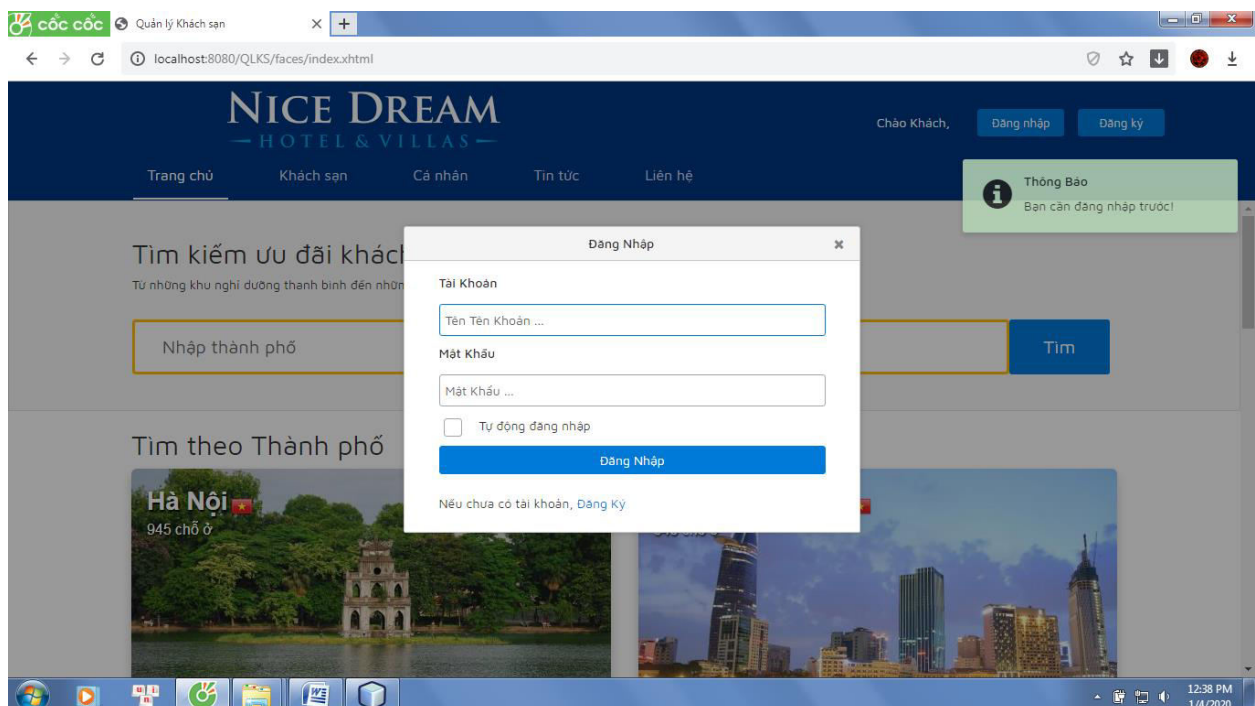 cốc cốc
Quản lý Khách sạn
localhost:8080/QLKS/faces/index.xhtml
NICE DREAM
HOTEL & VILLAS
Chào Khách,
Đăng nhập
Đăng ký
Trang chủ
Khách sạn
Cá nhân
Tin tức
Liên hệ
Thông Báo
Bạn cần đăng nhập trước!
Tìm kiếm ưu đãi khách
Từ những khu nghỉ dưỡng thanh bình đến những
Nhập thành phố
Tìm
Đăng Nhập
Tài Khoản
Tên Tên Khoản ...
Mật Khẩu
Mật Khẩu ...
Tự động đăng nhập
Đăng Nhập
Nếu chưa có tài khoản, Đăng Ký
Tìm theo Thành phố
Hà Nội
945 chỗ ở
12:38 PM
1/4/2020